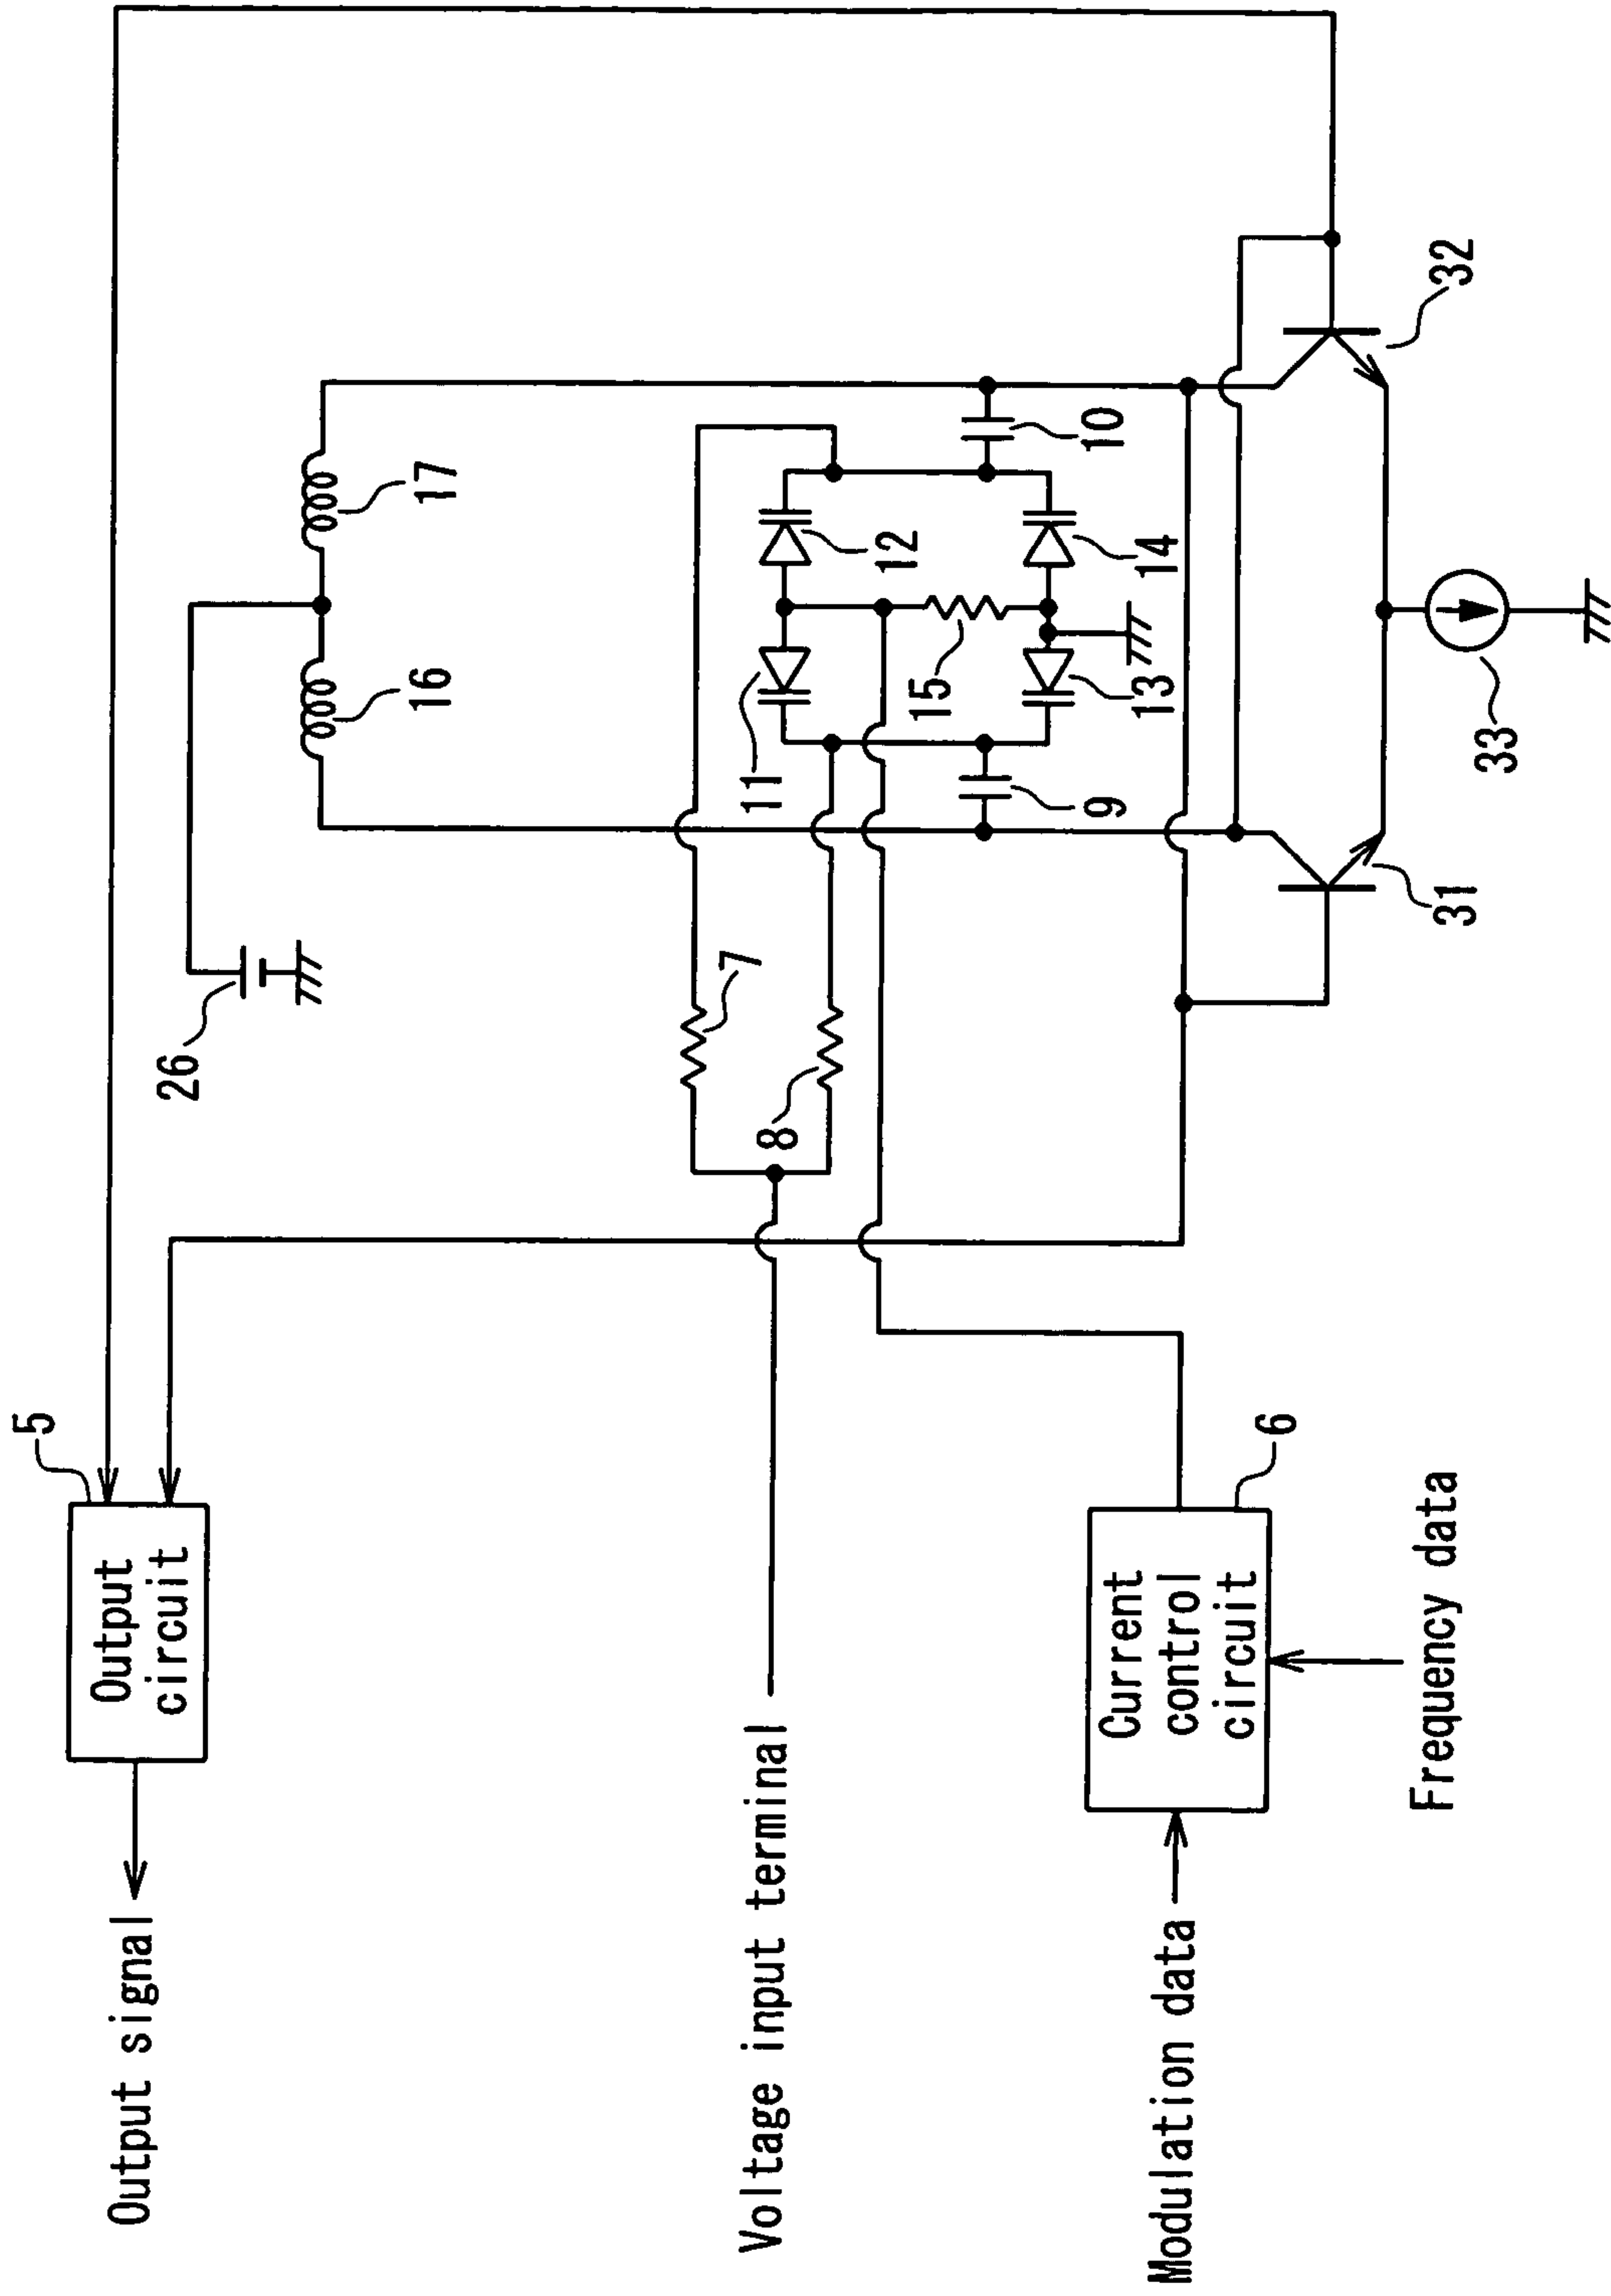 5
Output
circuit
Output signal
26
16
17
7
8
11
12
15
13
14
9
10
Voltage input terminal
31
32
33
6
Current
control
circuit
Modulation data
Frequency data